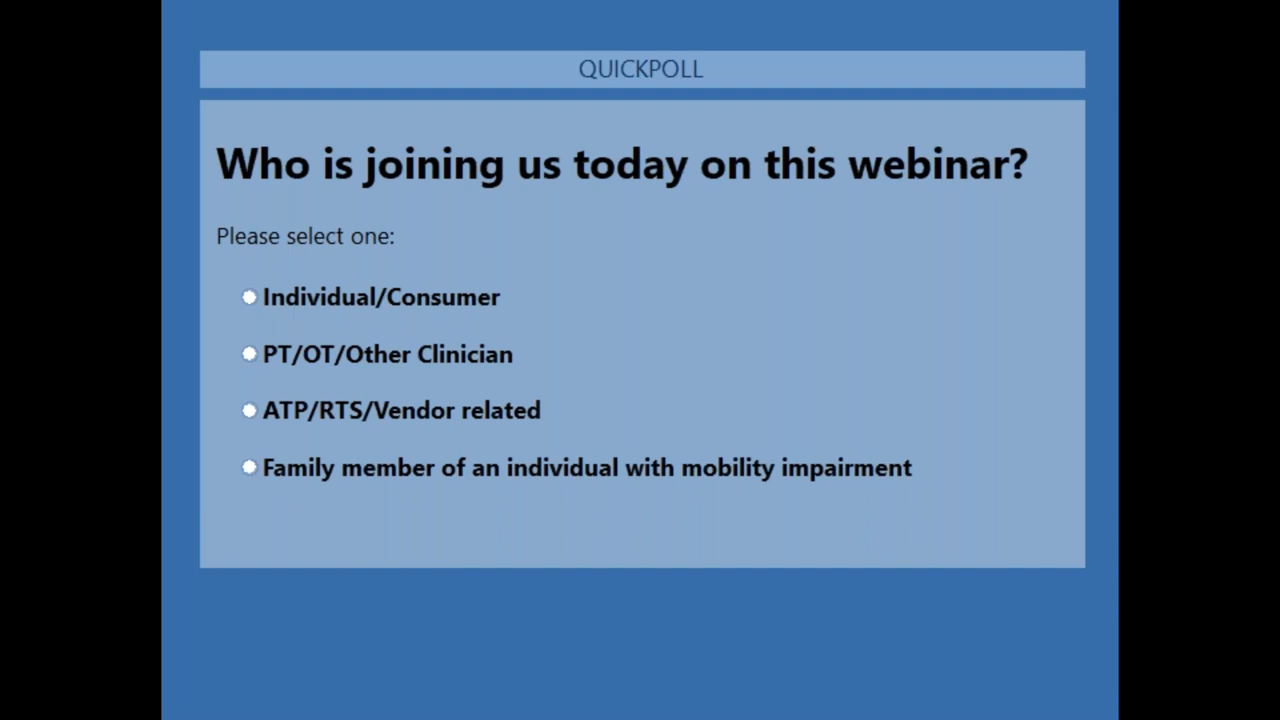 QUICKPOLL
Who is joining us today on this webinar?
Please select one:
Individual/Consumer
PT/OT/Other Clinician
ATP/RTS/Vendor related
Family member of an individual with mobility impairment